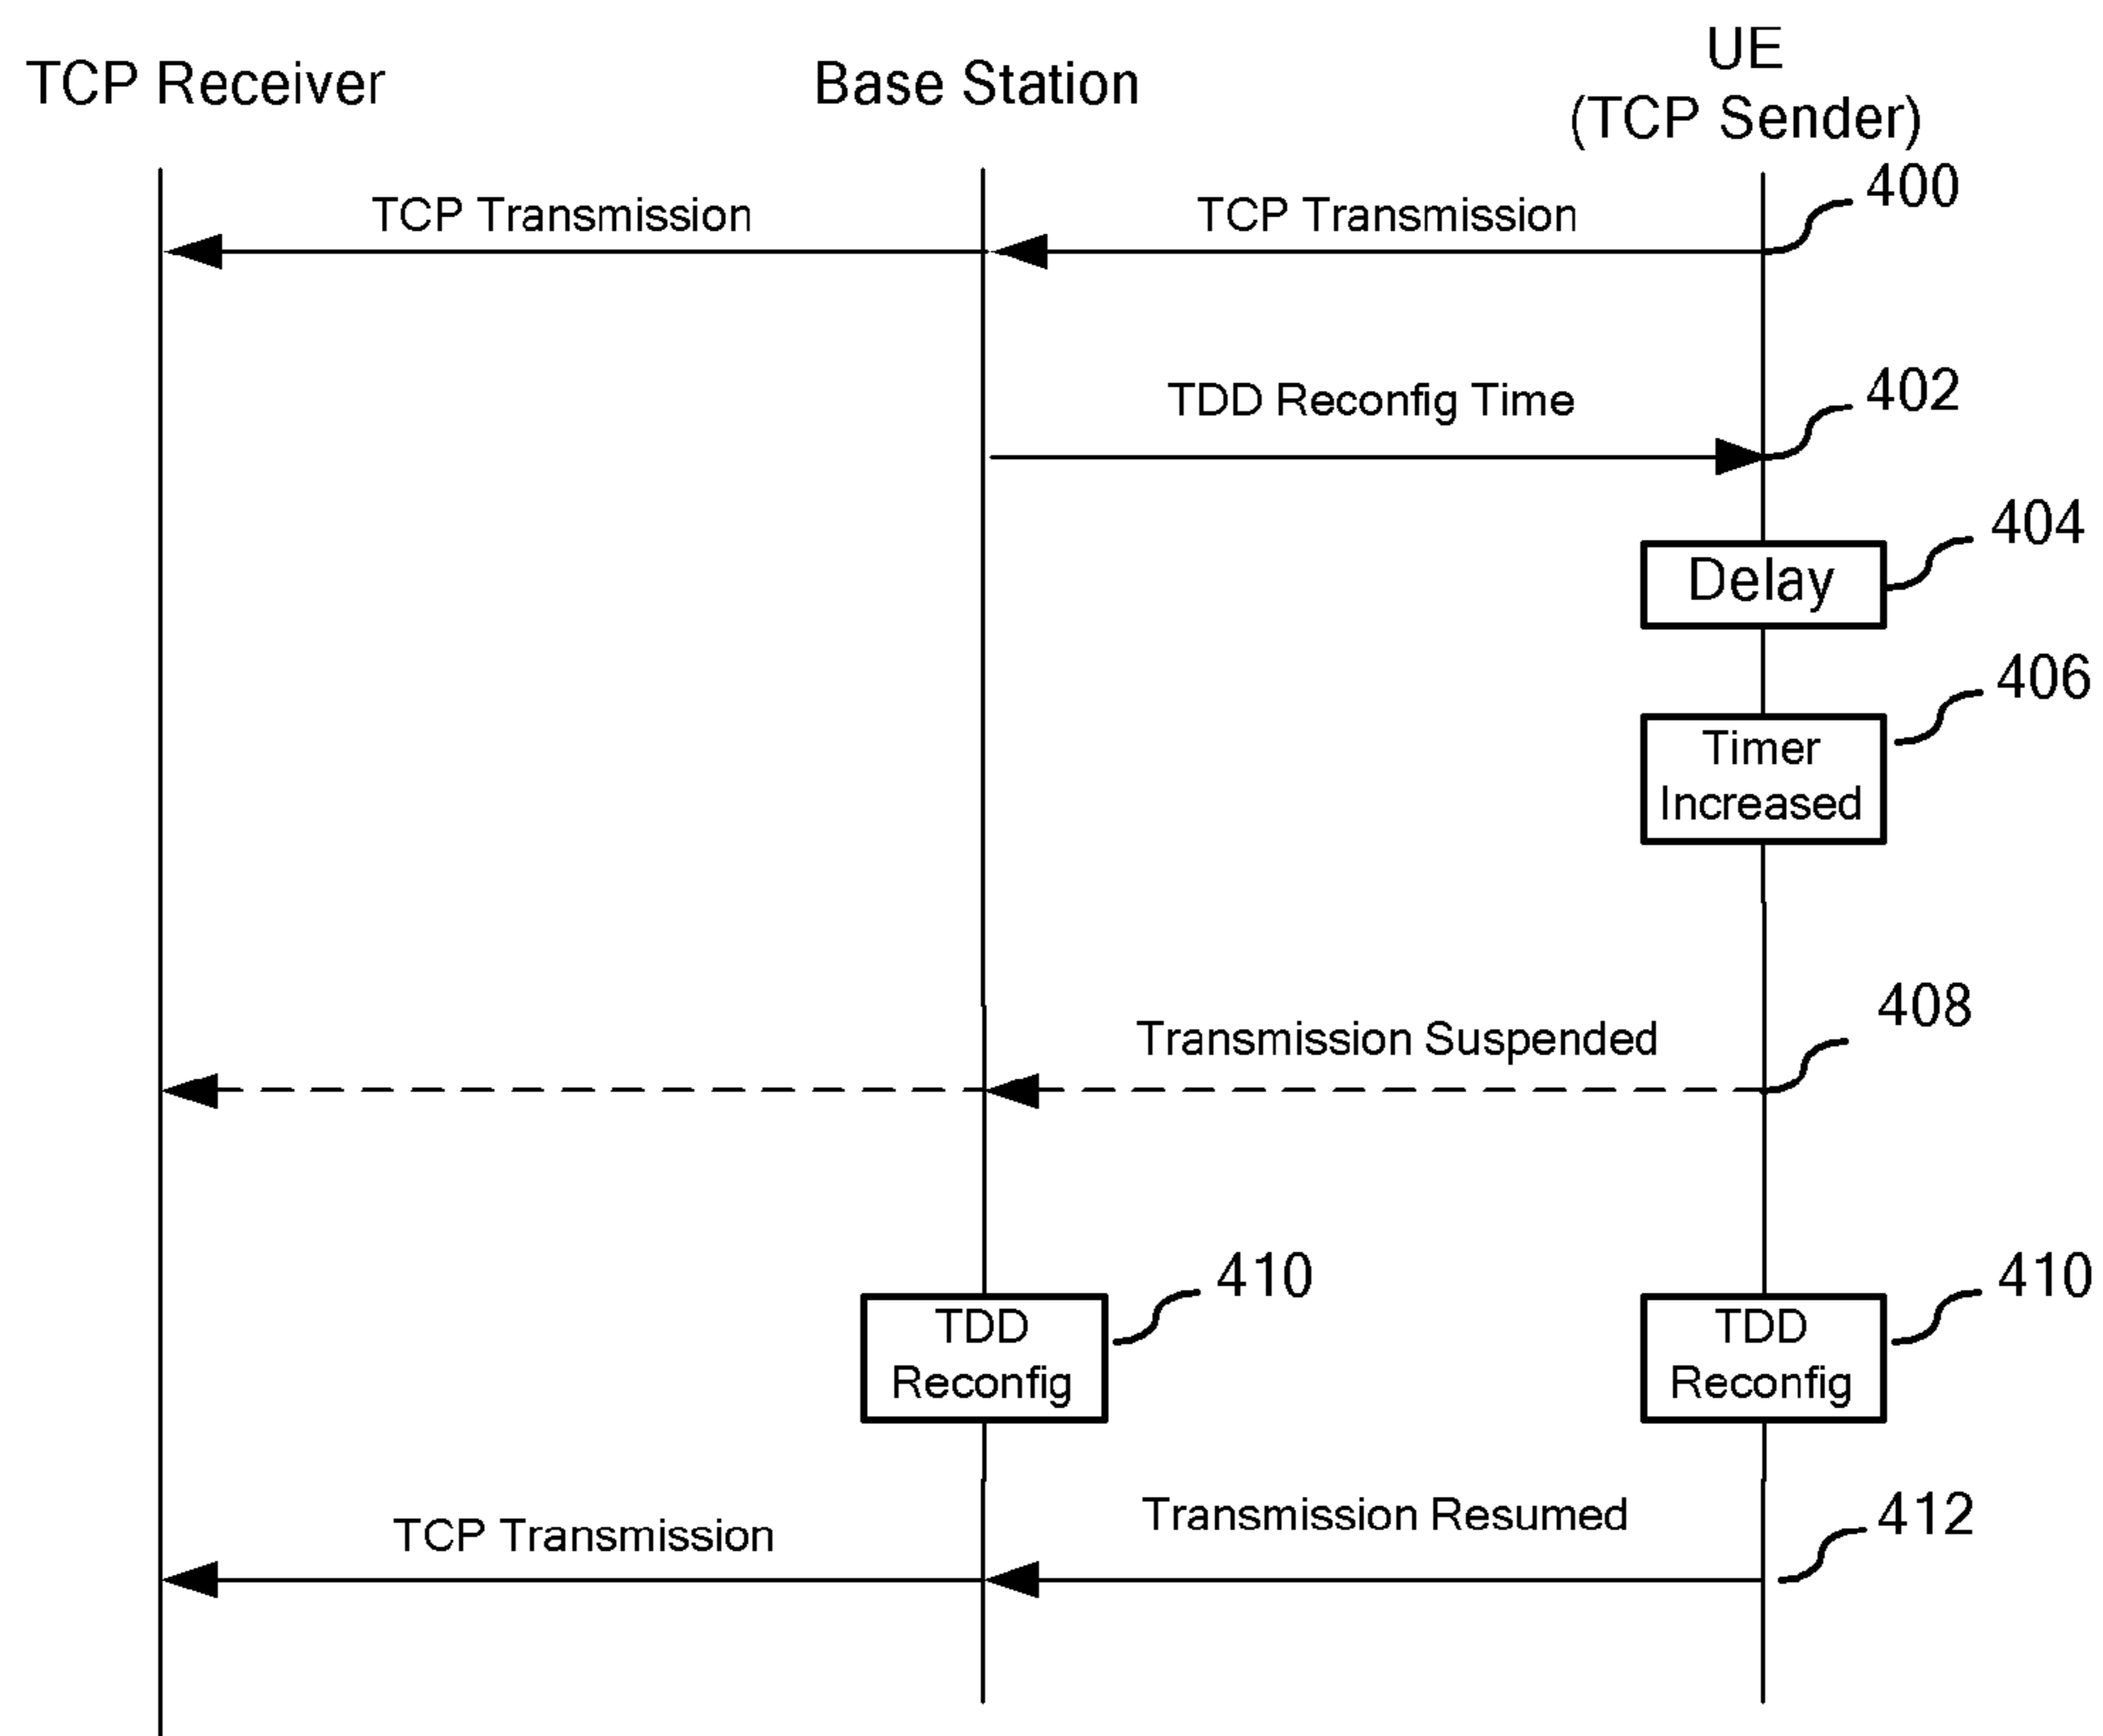 TCP Receiver
Base Station
UE
(TCP Sender)
400
TCP Transmission
TCP Transmission
402
TDD Reconfig Time
404
Delay
406
Timer
Increased
408
Transmission Suspended
410
410
TDD
Reconfig
TDD
Reconfig
412
TCP Transmission
Transmission Resumed